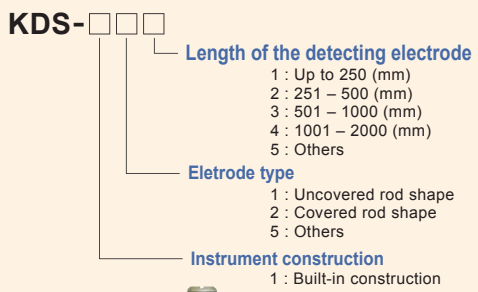 KDS-□□□
Length of the detecting electrode
1 : Up to 250 (mm)
2 : 251 – 500 (mm)
3 : 501 – 1000 (mm)
4 : 1001 – 2000 (mm)
5 : Others
Eletrode type
1 : Uncovered rod shape
2 : Covered rod shape
5 : Others
Instrument construction
1 : Built-in construction